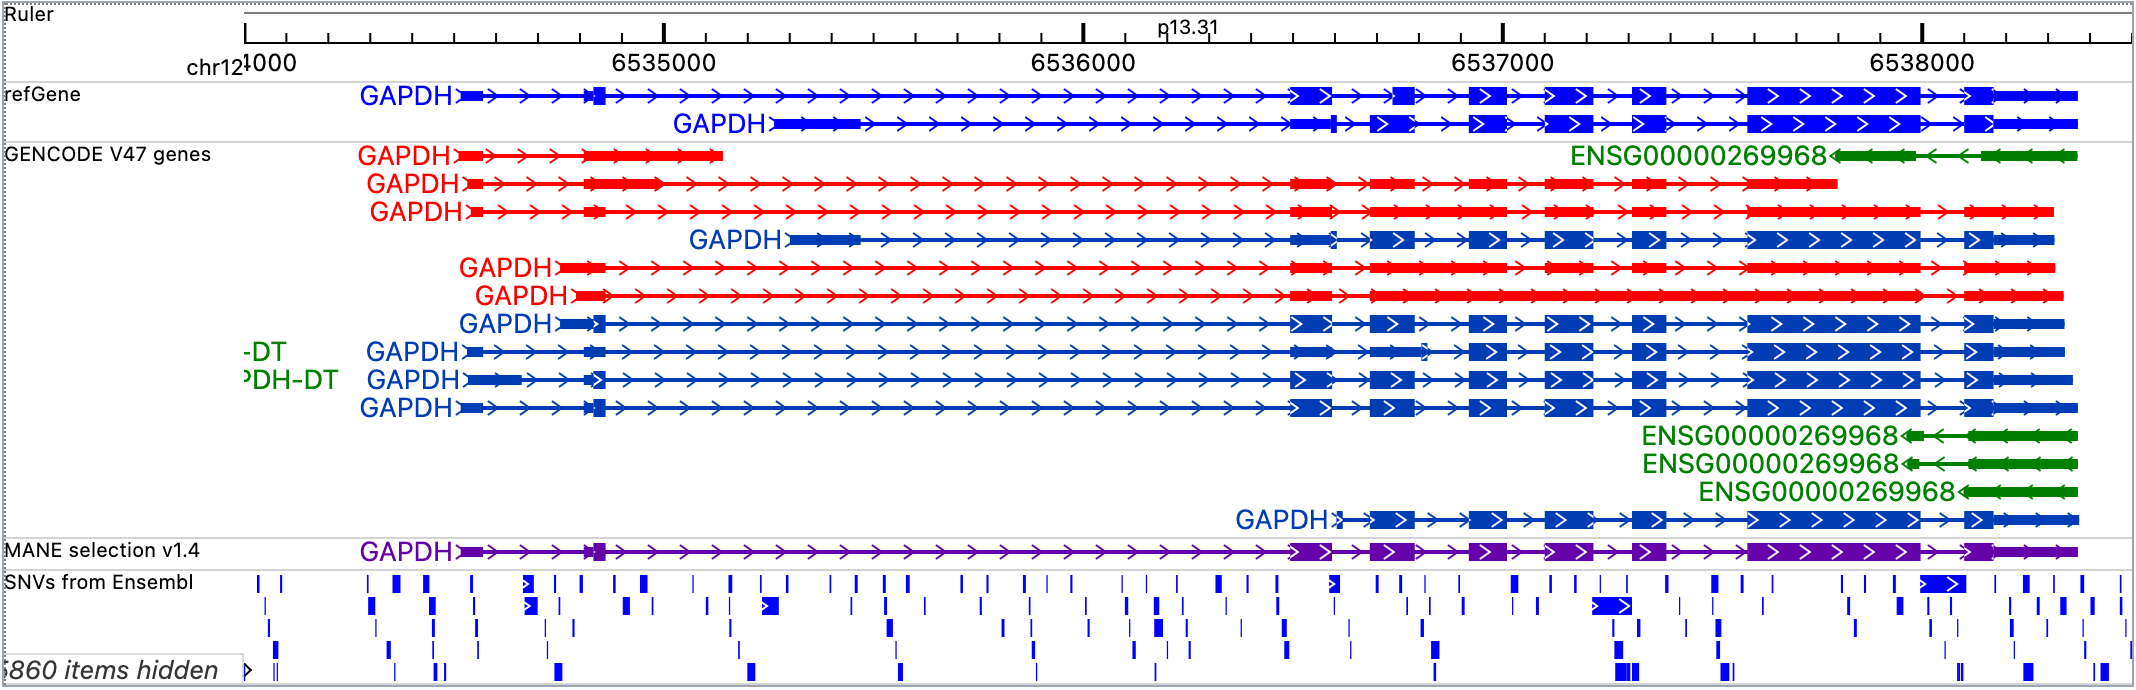 Ruler
p13.31
chr12
4000 6535000 6536000 6537000 6538000
refGene GAPDH
GAPDH
GENCODE V47 genes GAPDH ENSG00000269968
GAPDH
GAPDH
GAPDH
GAPDH
GAPDH
GAPDH
-DT GAPDH
PDH-DT GAPDH
GAPDH
ENSG00000269968
ENSG00000269968
ENSG00000269968
GAPDH
MANE selection v1.4 GAPDH
SNVs from Ensembl
860 items hidden